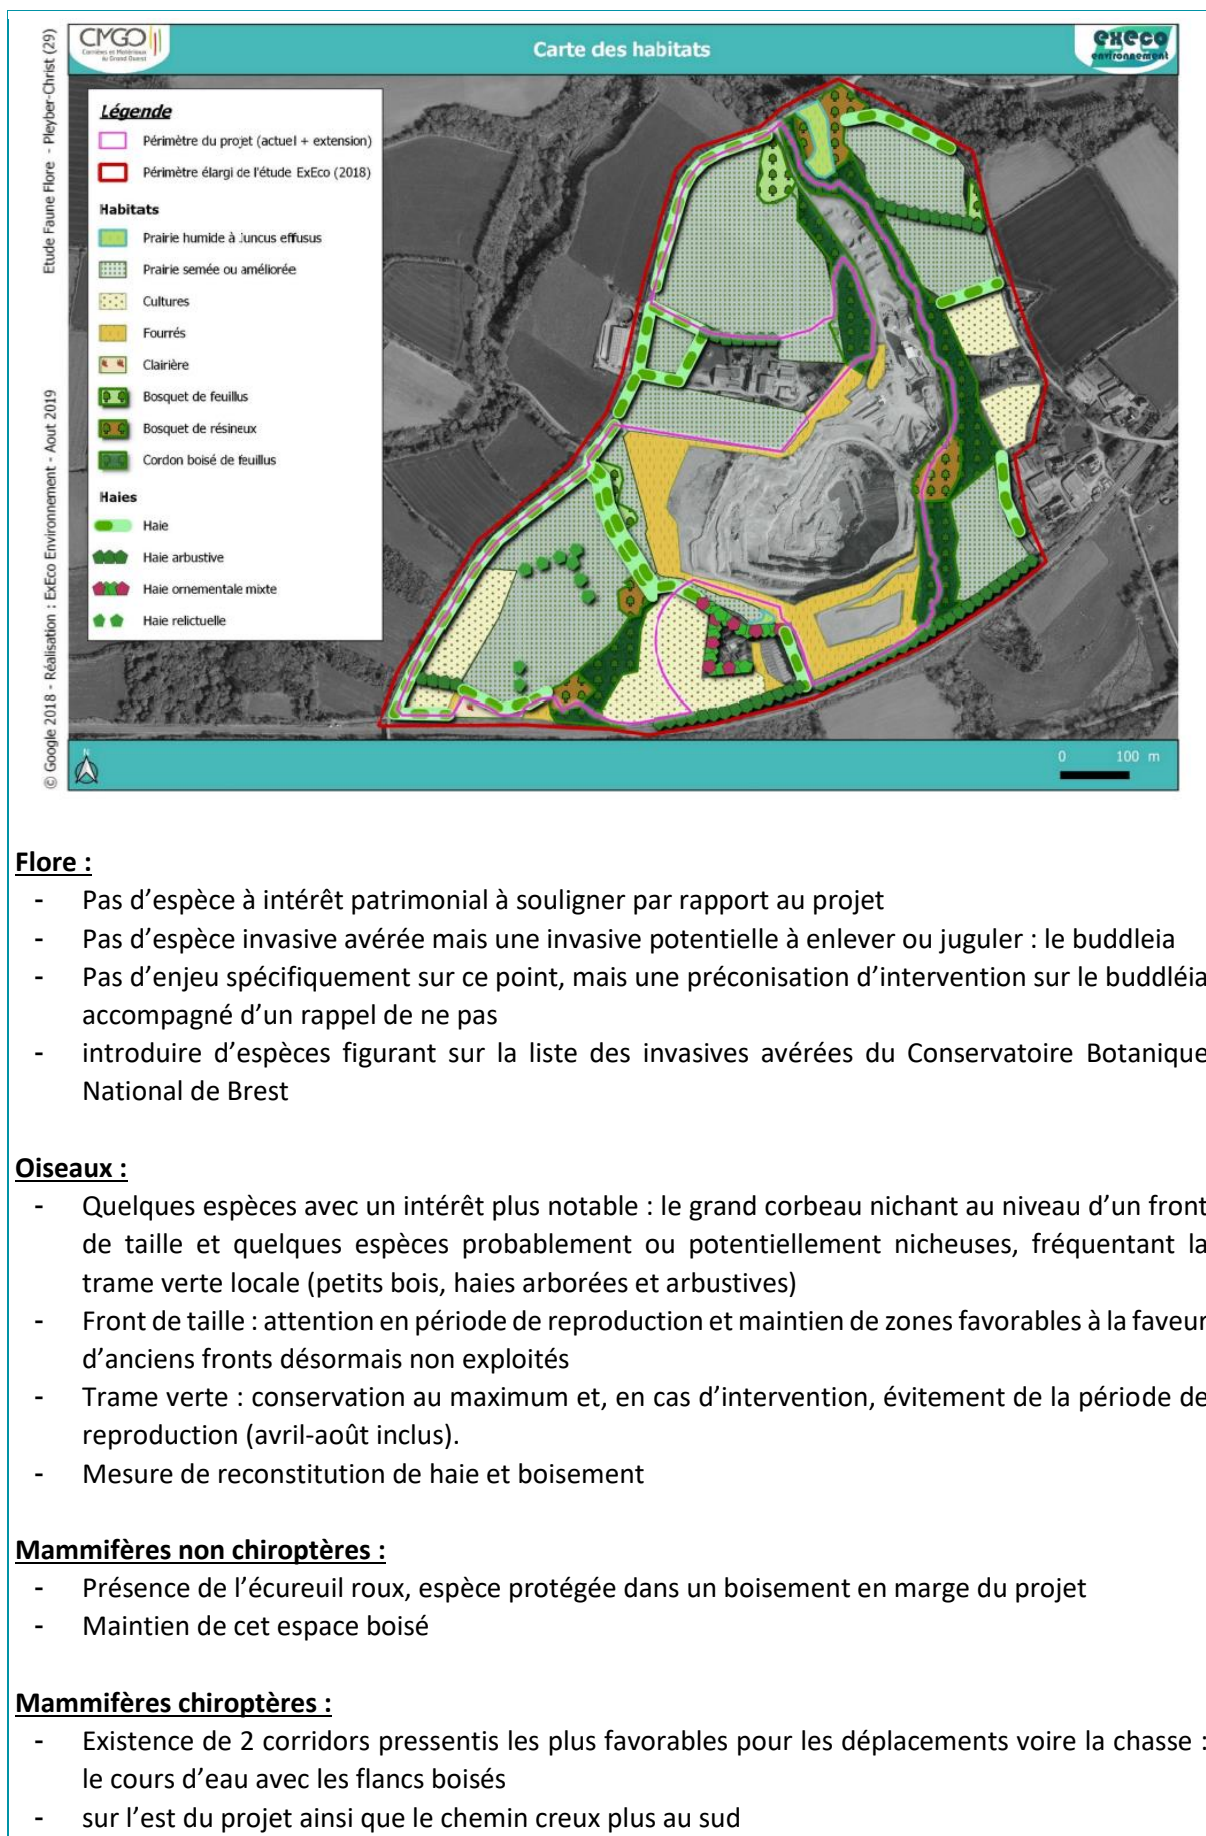 CMGO
Carrières et Matériaux
du Grand Ouest
Carte des habitats
execo
environnement
Etude Faune Flore - Pleyber-Christ (29)
© Google 2018 - Réalisation : ExEco Environnement - Aout 2019
Légende
Périmètre du projet (actuel + extension)
Périmètre élargi de l'étude ExEco (2018)
Habitats
Prairie humide à Juncus effusus
Prairie semée ou améliorée
Cultures
Fourrés
Clairière
Bosquet de feuillus
Bosquet de résineux
Cordon boisé de feuillus
Haies
Haie
Haie arbustive
Haie ornementale mixte
Haie relictuelle
N
0 100 m
Flore :
- Pas d'espèce à intérêt patrimonial à souligner par rapport au projet
- Pas d'espèce invasive avérée mais une invasive potentielle à enlever ou juguler : le buddleia
- Pas d'enjeu spécifiquement sur ce point, mais une préconisation d'intervention sur le buddléia
accompagné d'un rappel de ne pas
- introduire d'espèces figurant sur la liste des invasives avérées du Conservatoire Botanique
National de Brest
Oiseaux :
- Quelques espèces avec un intérêt plus notable : le grand corbeau nichant au niveau d'un front
de taille et quelques espèces probablement ou potentiellement nicheuses, fréquentant la
trame verte locale (petits bois, haies arborées et arbustives)
- Front de taille : attention en période de reproduction et maintien de zones favorables à la faveur
d'anciens fronts désormais non exploités
- Trame verte : conservation au maximum et, en cas d'intervention, évitement de la période de
reproduction (avril-août inclus).
- Mesure de reconstitution de haie et boisement
Mammifères non chiroptères :
- Présence de l'écureuil roux, espèce protégée dans un boisement en marge du projet
- Maintien de cet espace boisé
Mammifères chiroptères :
- Existence de 2 corridors pressentis les plus favorables pour les déplacements voire la chasse :
le cours d'eau avec les flancs boisés
- sur l'est du projet ainsi que le chemin creux plus au sud